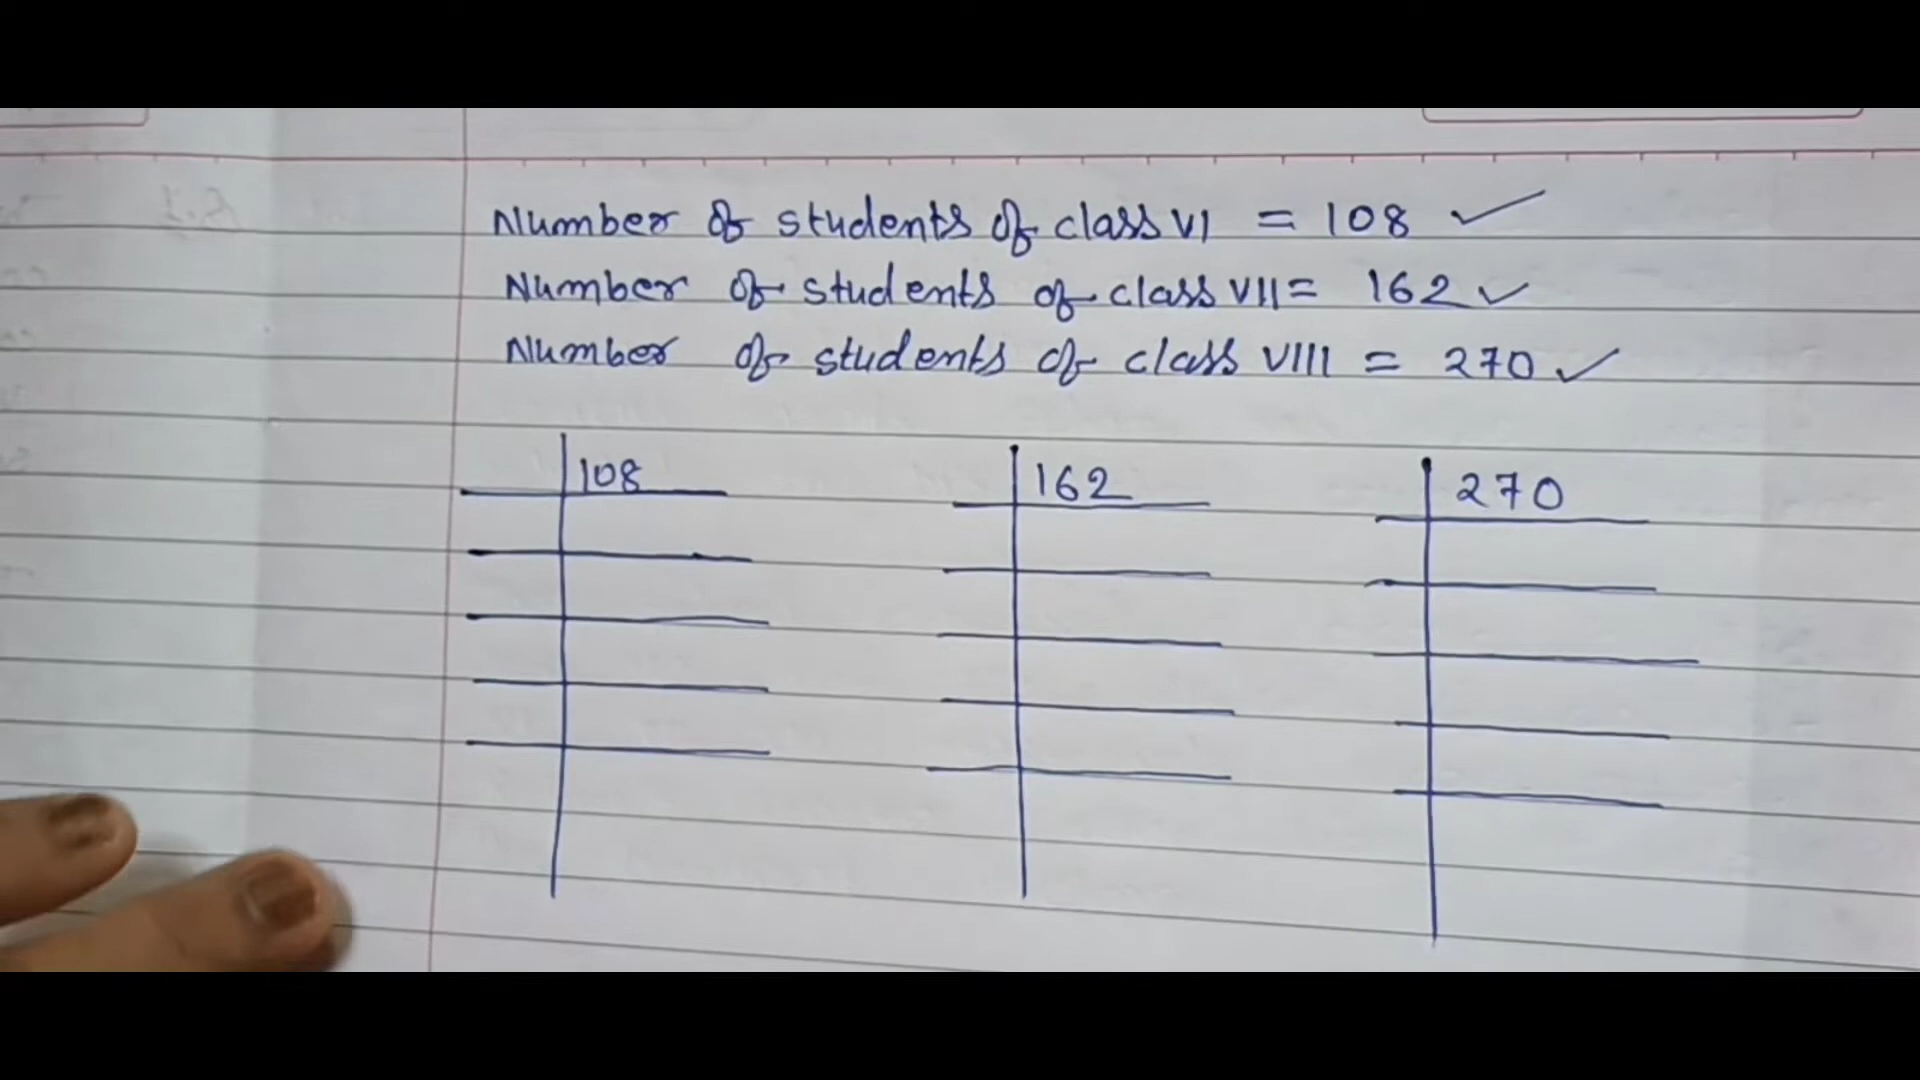 Number of students of class VI = 108
Number of students of class VII = 162
Number of students of class VIII = 270
108 162 270